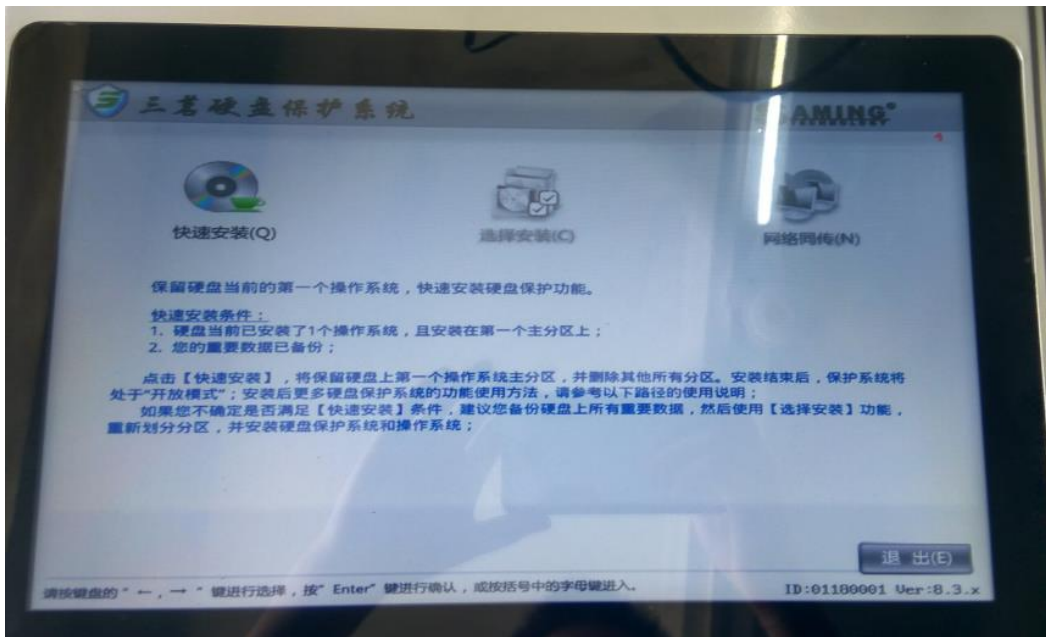 三茗硬盘保护系统
SAMING®
TECHNOLOGY
快速安装(Q)
选择安装(C)
网络同传(N)
保留硬盘当前的第一个操作系统，快速安装硬盘保护功能。
快速安装条件：
1. 硬盘当前已安装了1个操作系统，且安装在第一个主分区上；
2. 您的重要数据已备份；
点击【快速安装】，将保留硬盘上第一个操作系统主分区，并删除其他所有分区。安装结束后，保护系统将
处于“开放模式”；安装后更多硬盘保护系统的功能使用方法，请参考以下路径的使用说明；
如果您不确定是否满足【快速安装】条件，建议您备份硬盘上所有重要数据，然后使用【选择安装】功能，
重新划分分区，并安装硬盘保护系统和操作系统；
退 出(E)
请按键盘的“ ←，→ ”键进行选择，按“ Enter”键进行确认，或按括号中的字母键进入。
ID:01180001 Ver:8.3.x